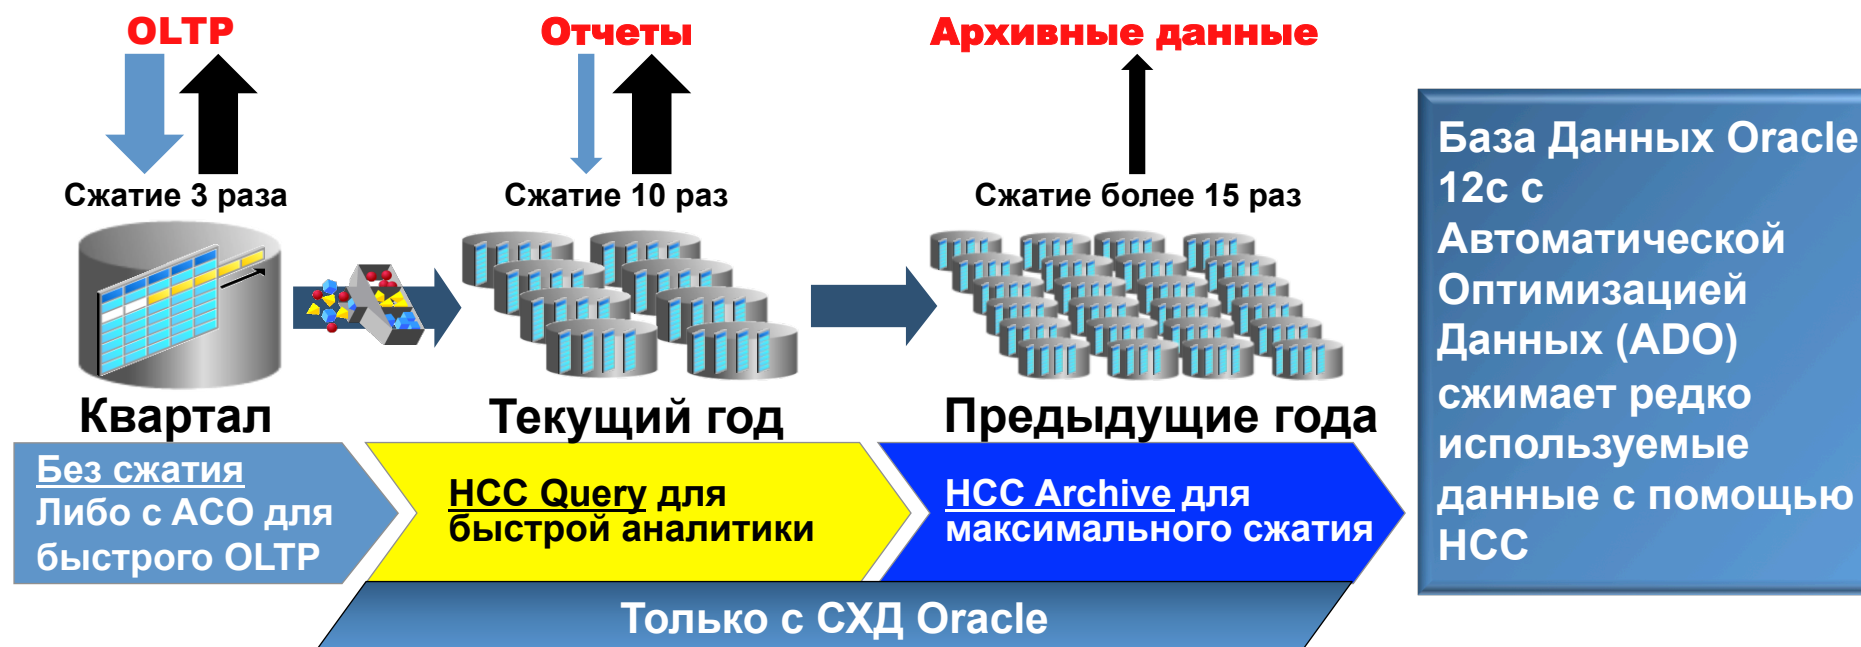 OLTP
Отчеты
Архивные данные
Сжатие 3 раза
Сжатие 10 раз
Сжатие более 15 раз
Квартал
Текущий год
Предыдущие года
Без сжатия
Либо с ACO для
быстрого OLTP
HCC Query для
быстрой аналитики
HCC Archive для
максимального сжатия
Только с СХД Oracle
База Данных Oracle
12c с
Автоматической
Оптимизацией
Данных (ADO)
сжимает редко
используемые
данные с помощью
HCC